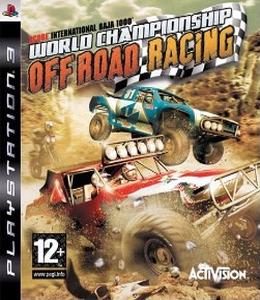 PLAYSTATION 3
SCORE INTERNATIONAL BAJA 1000
WORLD CHAMPIONSHIP
OFF ROAD RACING
12+
www.pegi.info
ACTIVISION